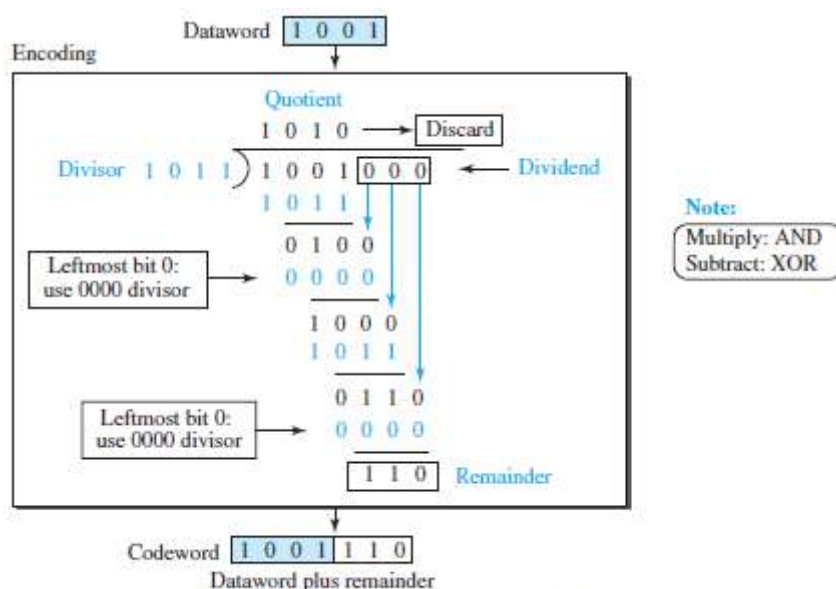 Dataword 1 0 0 1
Encoding
Quotient
1 0 1 0 Discard
Divisor 1 0 1 1 ) 1 0 0 1 0 0 0 Dividend
1 0 1 1
Note:
Multiply: AND
Subtract: XOR
0 1 0 0
Leftmost bit 0:
use 0000 divisor
0 0 0 0
1 0 0 0
1 0 1 1
0 1 1 0
Leftmost bit 0:
use 0000 divisor
0 0 0 0
1 1 0 Remainder
Codeword 1 0 0 1 1 1 0
Dataword plus remainder